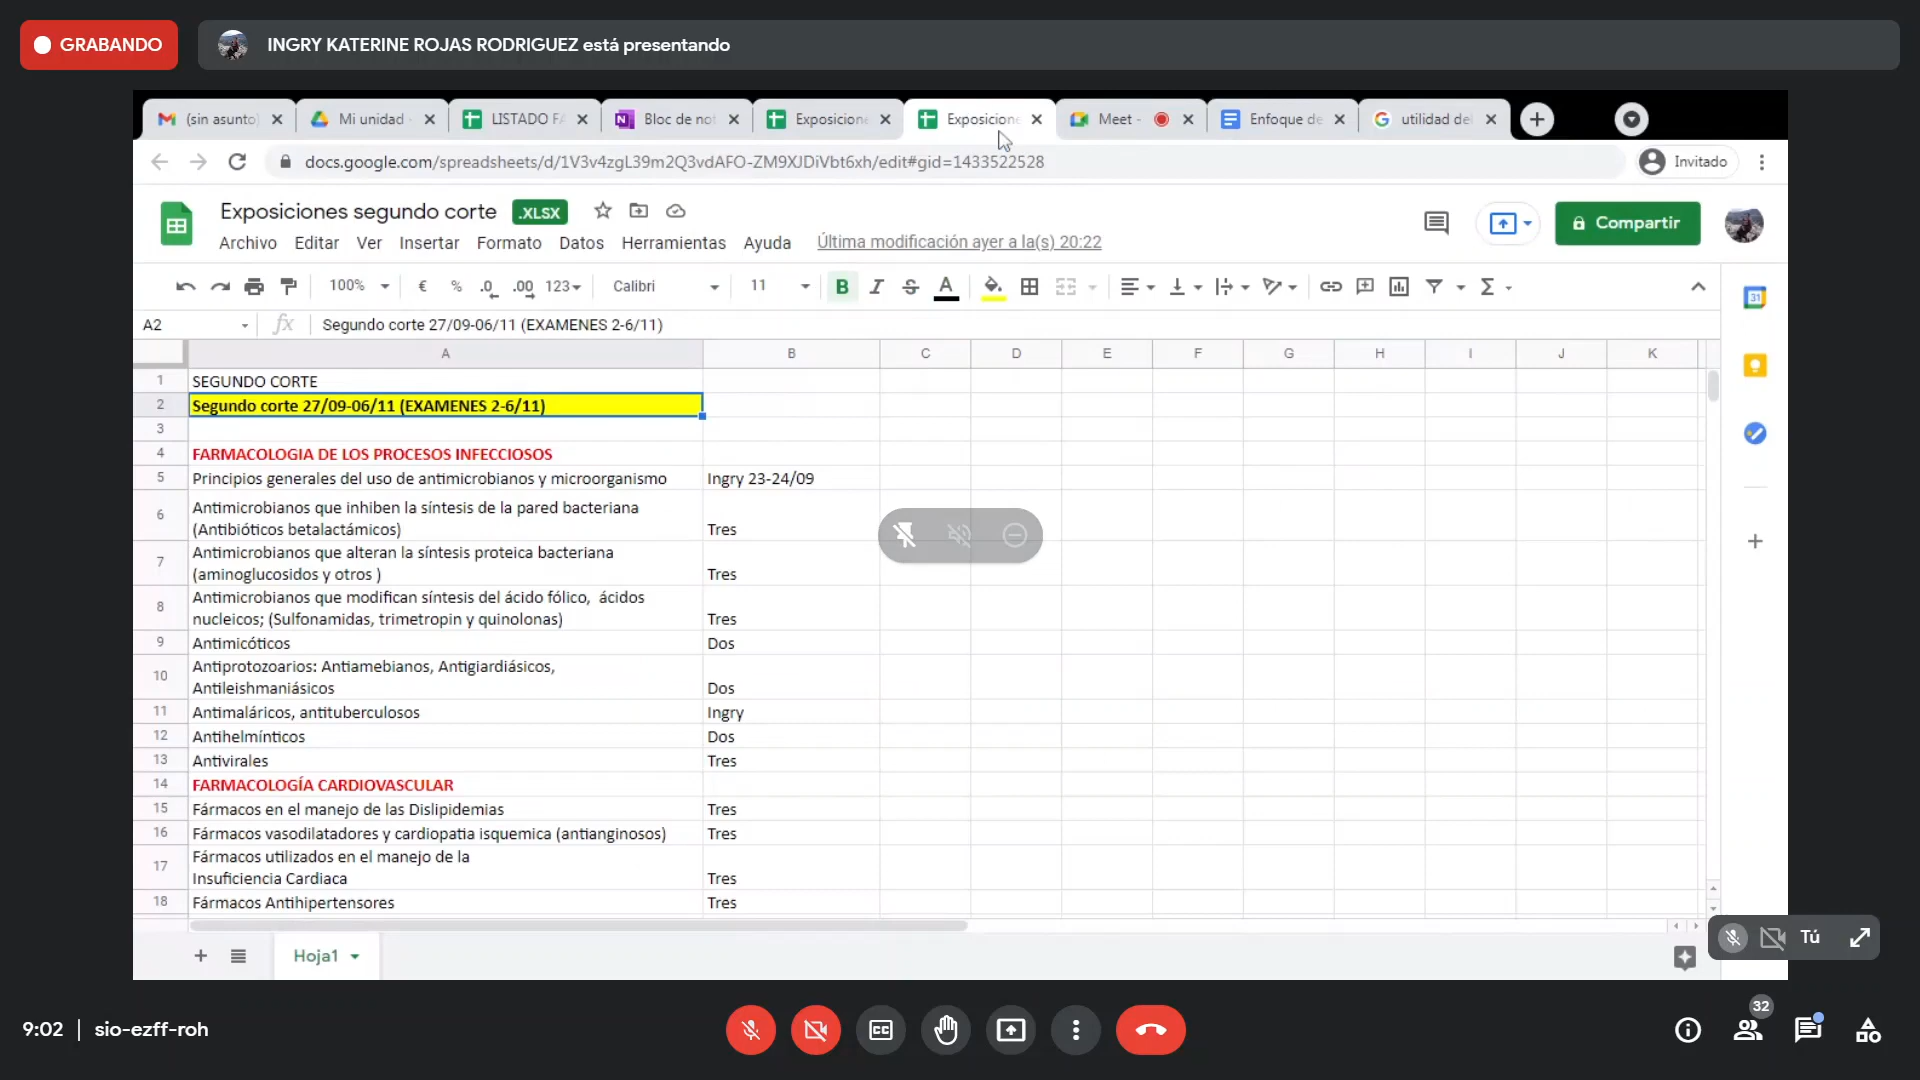 GRABANDO
INGRY KATERINE ROJAS RODRIGUEZ está presentando
(sin asunto)
Mi unidad -
LISTADO FA
Bloc de not
Exposicione
Exposicione
Meet -
Enfoque de
utilidad del
docs.google.com/spreadsheets/d/1V3v4zgL39m2Q3vdAFO-ZM9XJDiVbt6xh/edit#gid=1433522528
Invitado
Exposiciones segundo corte .XLSX
Compartir
Archivo Editar Ver Insertar Formato Datos Herramientas Ayuda Última modificación ayer a la(s) 20:22
100% € % .0 .00 123 Calibri 11 B I S A Σ
31
A2 fx Segundo corte 27/09-06/11 (EXAMENES 2-6/11)
A B C D E F G H I J K
1 SEGUNDO CORTE
2 Segundo corte 27/09-06/11 (EXAMENES 2-6/11)
3
4 FARMACOLOGIA DE LOS PROCESOS INFECCIOSOS
5 Principios generales del uso de antimicrobianos y microorganismo Ingry 23-24/09
6 Antimicrobianos que inhiben la síntesis de la pared bacteriana
(Antibióticos betalactámicos) Tres
7 Antimicrobianos que alteran la síntesis proteica bacteriana
(aminoglucosidos y otros ) Tres
8 Antimicrobianos que modifican síntesis del ácido fólico, ácidos
nucleicos; (Sulfonamidas, trimetropin y quinolonas) Tres
9 Antimicóticos Dos
10 Antiprotozoarios: Antiamebianos, Antigiardiásicos,
Antileishmaniásicos Dos
11 Antimaláricos, antituberculosos Ingry
12 Antihelmínticos Dos
13 Antivirales Tres
14 FARMACOLOGÍA CARDIOVASCULAR
15 Fármacos en el manejo de las Dislipidemias Tres
16 Fármacos vasodilatadores y cardiopatia isquemica (antianginosos) Tres
17 Fármacos utilizados en el manejo de la
Insuficiencia Cardiaca Tres
18 Fármacos Antihipertensores Tres
Hoja1
Tú
9:02 | sio-ezff-roh
CC
32